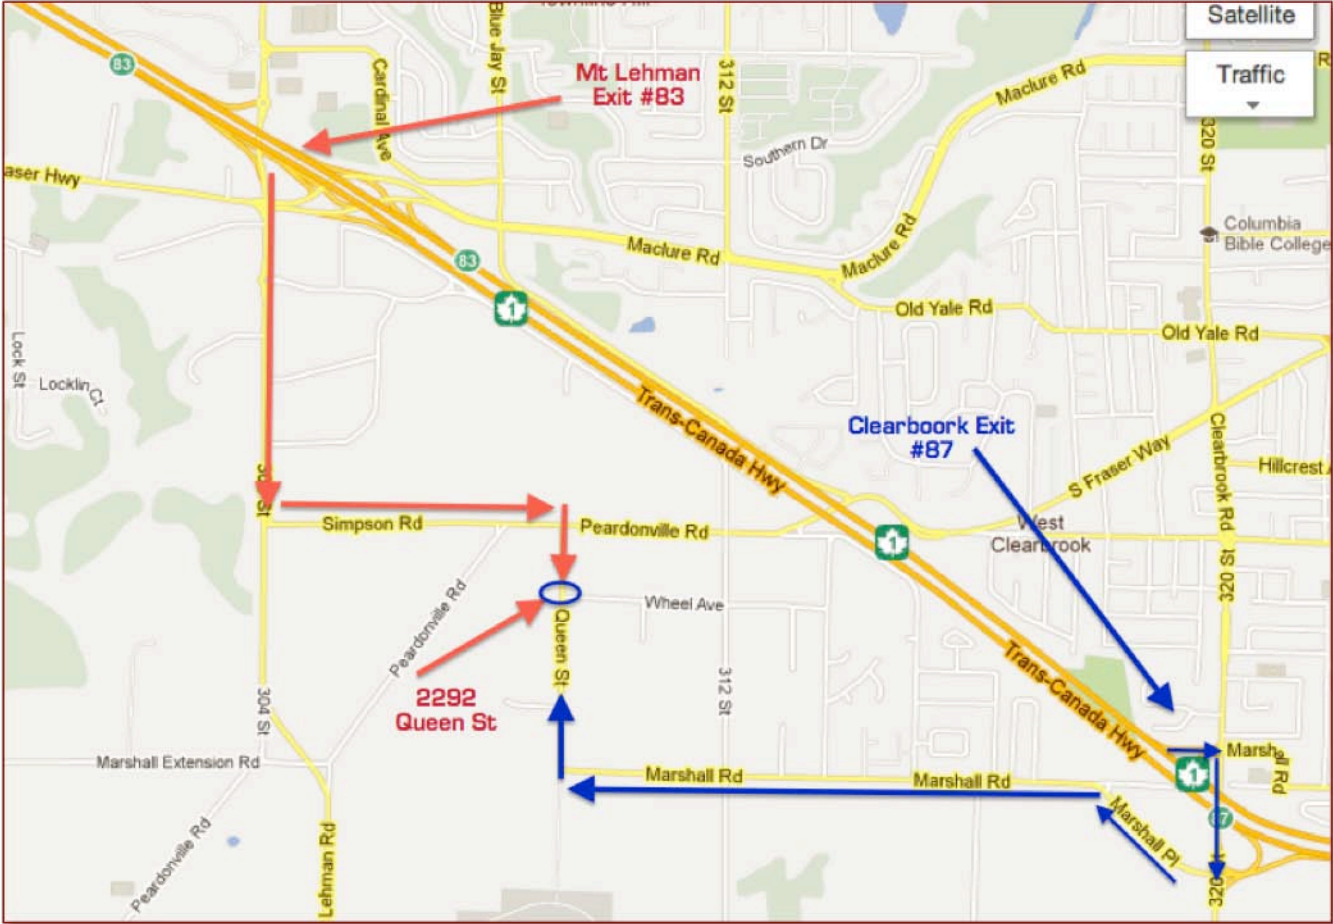 Satellite
Traffic
83
Mt Lehman
Exit #83
Cardinal Ave
Blue Jay St
312 St
Maclure Rd
R
Southern Dr
320 St
aser Hwy
Columbia
Bible College
Maclure Rd
Maclure Rd
83
1
Old Yale Rd
Old Yale Rd
Lock St
Locklin Ct
Trans-Canada Hwy
Clearboork Exit
#87
S Fraser Way
Clearbrook Rd
Hillcrest
St
Simpson Rd
Peardonville Rd
1
West
Clearbrook
320 St
Peardonville Rd
Wheel Ave
Queen St
2292
Queen St
312 St
304 St
Trans-Canada Hwy
Marshall Extension Rd
Marshall Rd
Marshall Rd
Marshall Rd
1
Marshall Pl
Peardonville Rd
Lehman Rd
320